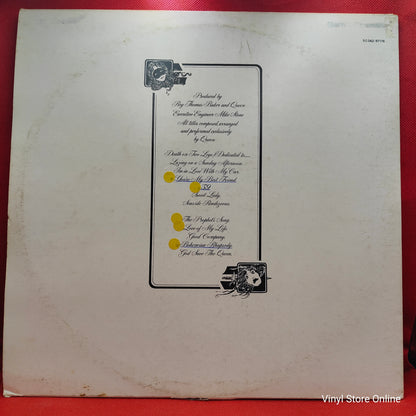 Produced by
Roy Thomas Baker and Queen
Executive Engineer Mike Stone
All titles composed, arranged
and performed exclusively
by Queen.
Death on Two Legs (Dedicated to......
Lazing on a Sunday Afternoon.
I'm in Love With My Car.
You're My Best Friend.
'39.
Sweet Lady.
Seaside Rendezvous.
The Prophet's Song.
Love of My Life.
Good Company.
Bohemian Rhapsody.
God Save The Queen.
Vinyl Store Online